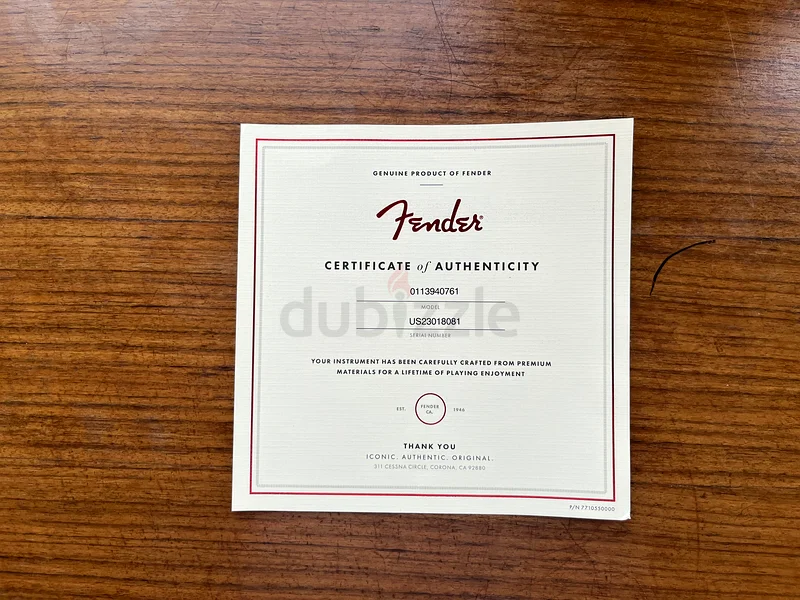 GENUINE PRODUCT OF FENDER
Fender®
CERTIFICATE of AUTHENTICITY
0113940761
MODEL
dubizzle
US23018081
SERIAL NUMBER
YOUR INSTRUMENT HAS BEEN CAREFULLY CRAFTED FROM PREMIUM
MATERIALS FOR A LIFETIME OF PLAYING ENJOYMENT
EST. FENDER CA. 1946
THANK YOU
ICONIC. AUTHENTIC. ORIGINAL.
311 CESSNA CIRCLE, CORONA, CA 92880
P/N 7710550000